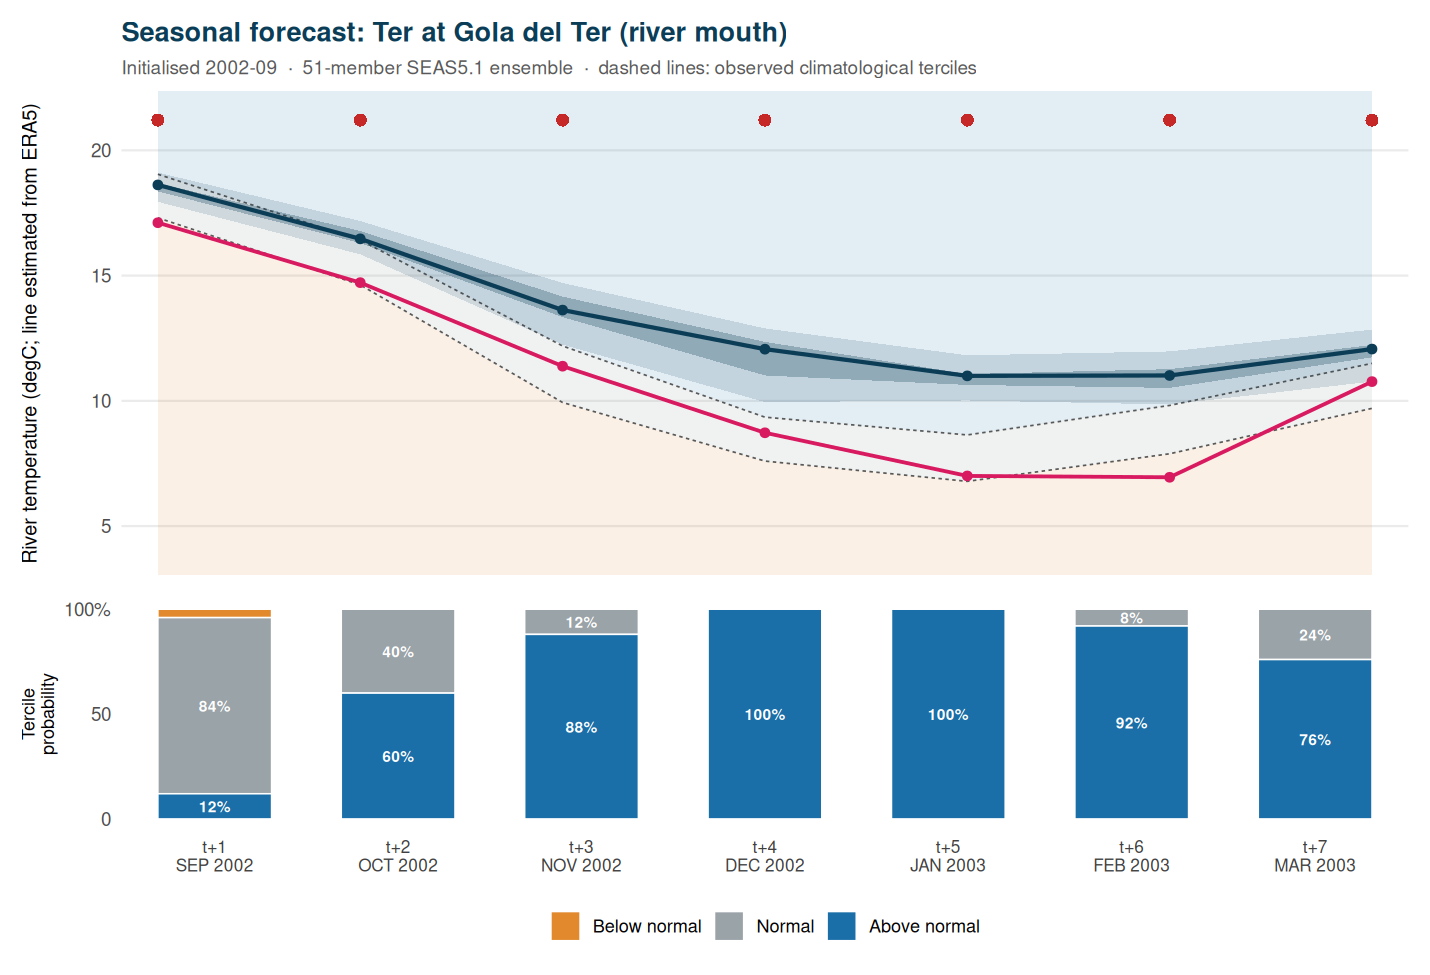 Seasonal forecast: Ter at Gola del Ter (river mouth)
Initialised 2002-09 · 51-member SEAS5.1 ensemble · dashed lines: observed climatological terciles
River temperature (degC; line estimated from ERA5)
20
15
10
5
Tercile
probability
100%
50
0
84%
12%
40%
60%
12%
88%
100%
100%
8%
92%
24%
76%
t+1
SEP 2002
t+2
OCT 2002
t+3
NOV 2002
t+4
DEC 2002
t+5
JAN 2003
t+6
FEB 2003
t+7
MAR 2003
Below normal
Normal
Above normal